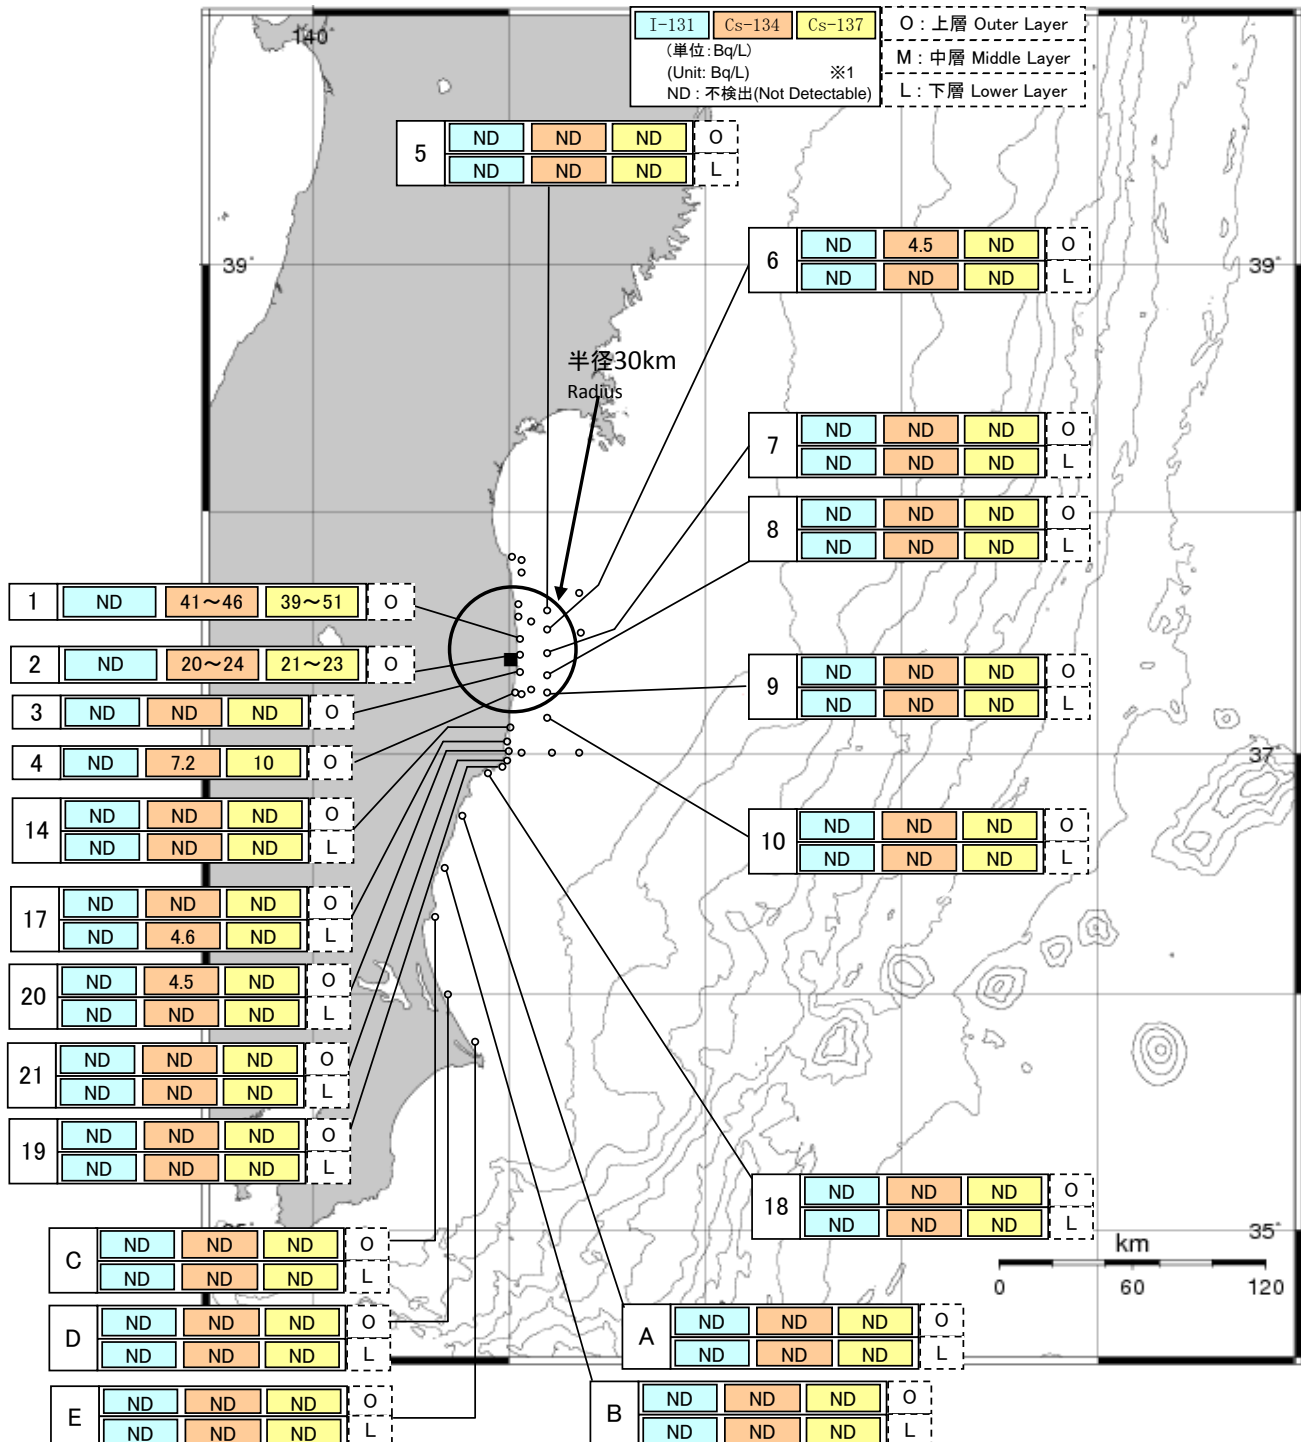 140°
I-131 Cs-134 Cs-137
(単位:Bq/L)
(Unit: Bq/L) ※1
ND : 不検出(Not Detectable)
O : 上層 Outer Layer
M : 中層 Middle Layer
L : 下層 Lower Layer
5
ND ND ND O
ND ND ND L
6
ND 4.5 ND O
ND ND ND L
39°
39°
半径30km
Radius
7
ND ND ND O
ND ND ND L
8
ND ND ND O
ND ND ND L
1 ND 41～46 39～51 O
2 ND 20～24 21～23 O
3 ND ND ND O
4 ND 7.2 10 O
9
ND ND ND O
ND ND ND L
37°
14
ND ND ND O
ND ND ND L
10
ND ND ND O
ND ND ND L
17
ND ND ND O
ND 4.6 ND L
20
ND 4.5 ND O
ND ND ND L
21
ND ND ND O
ND ND ND L
19
ND ND ND O
ND ND ND L
18
ND ND ND O
ND ND ND L
35°
km
0 60 120
C
ND ND ND O
ND ND ND L
D
ND ND ND O
ND ND ND L
A
ND ND ND O
ND ND ND L
E
ND ND ND O
ND ND ND L
B
ND ND ND O
ND ND ND L